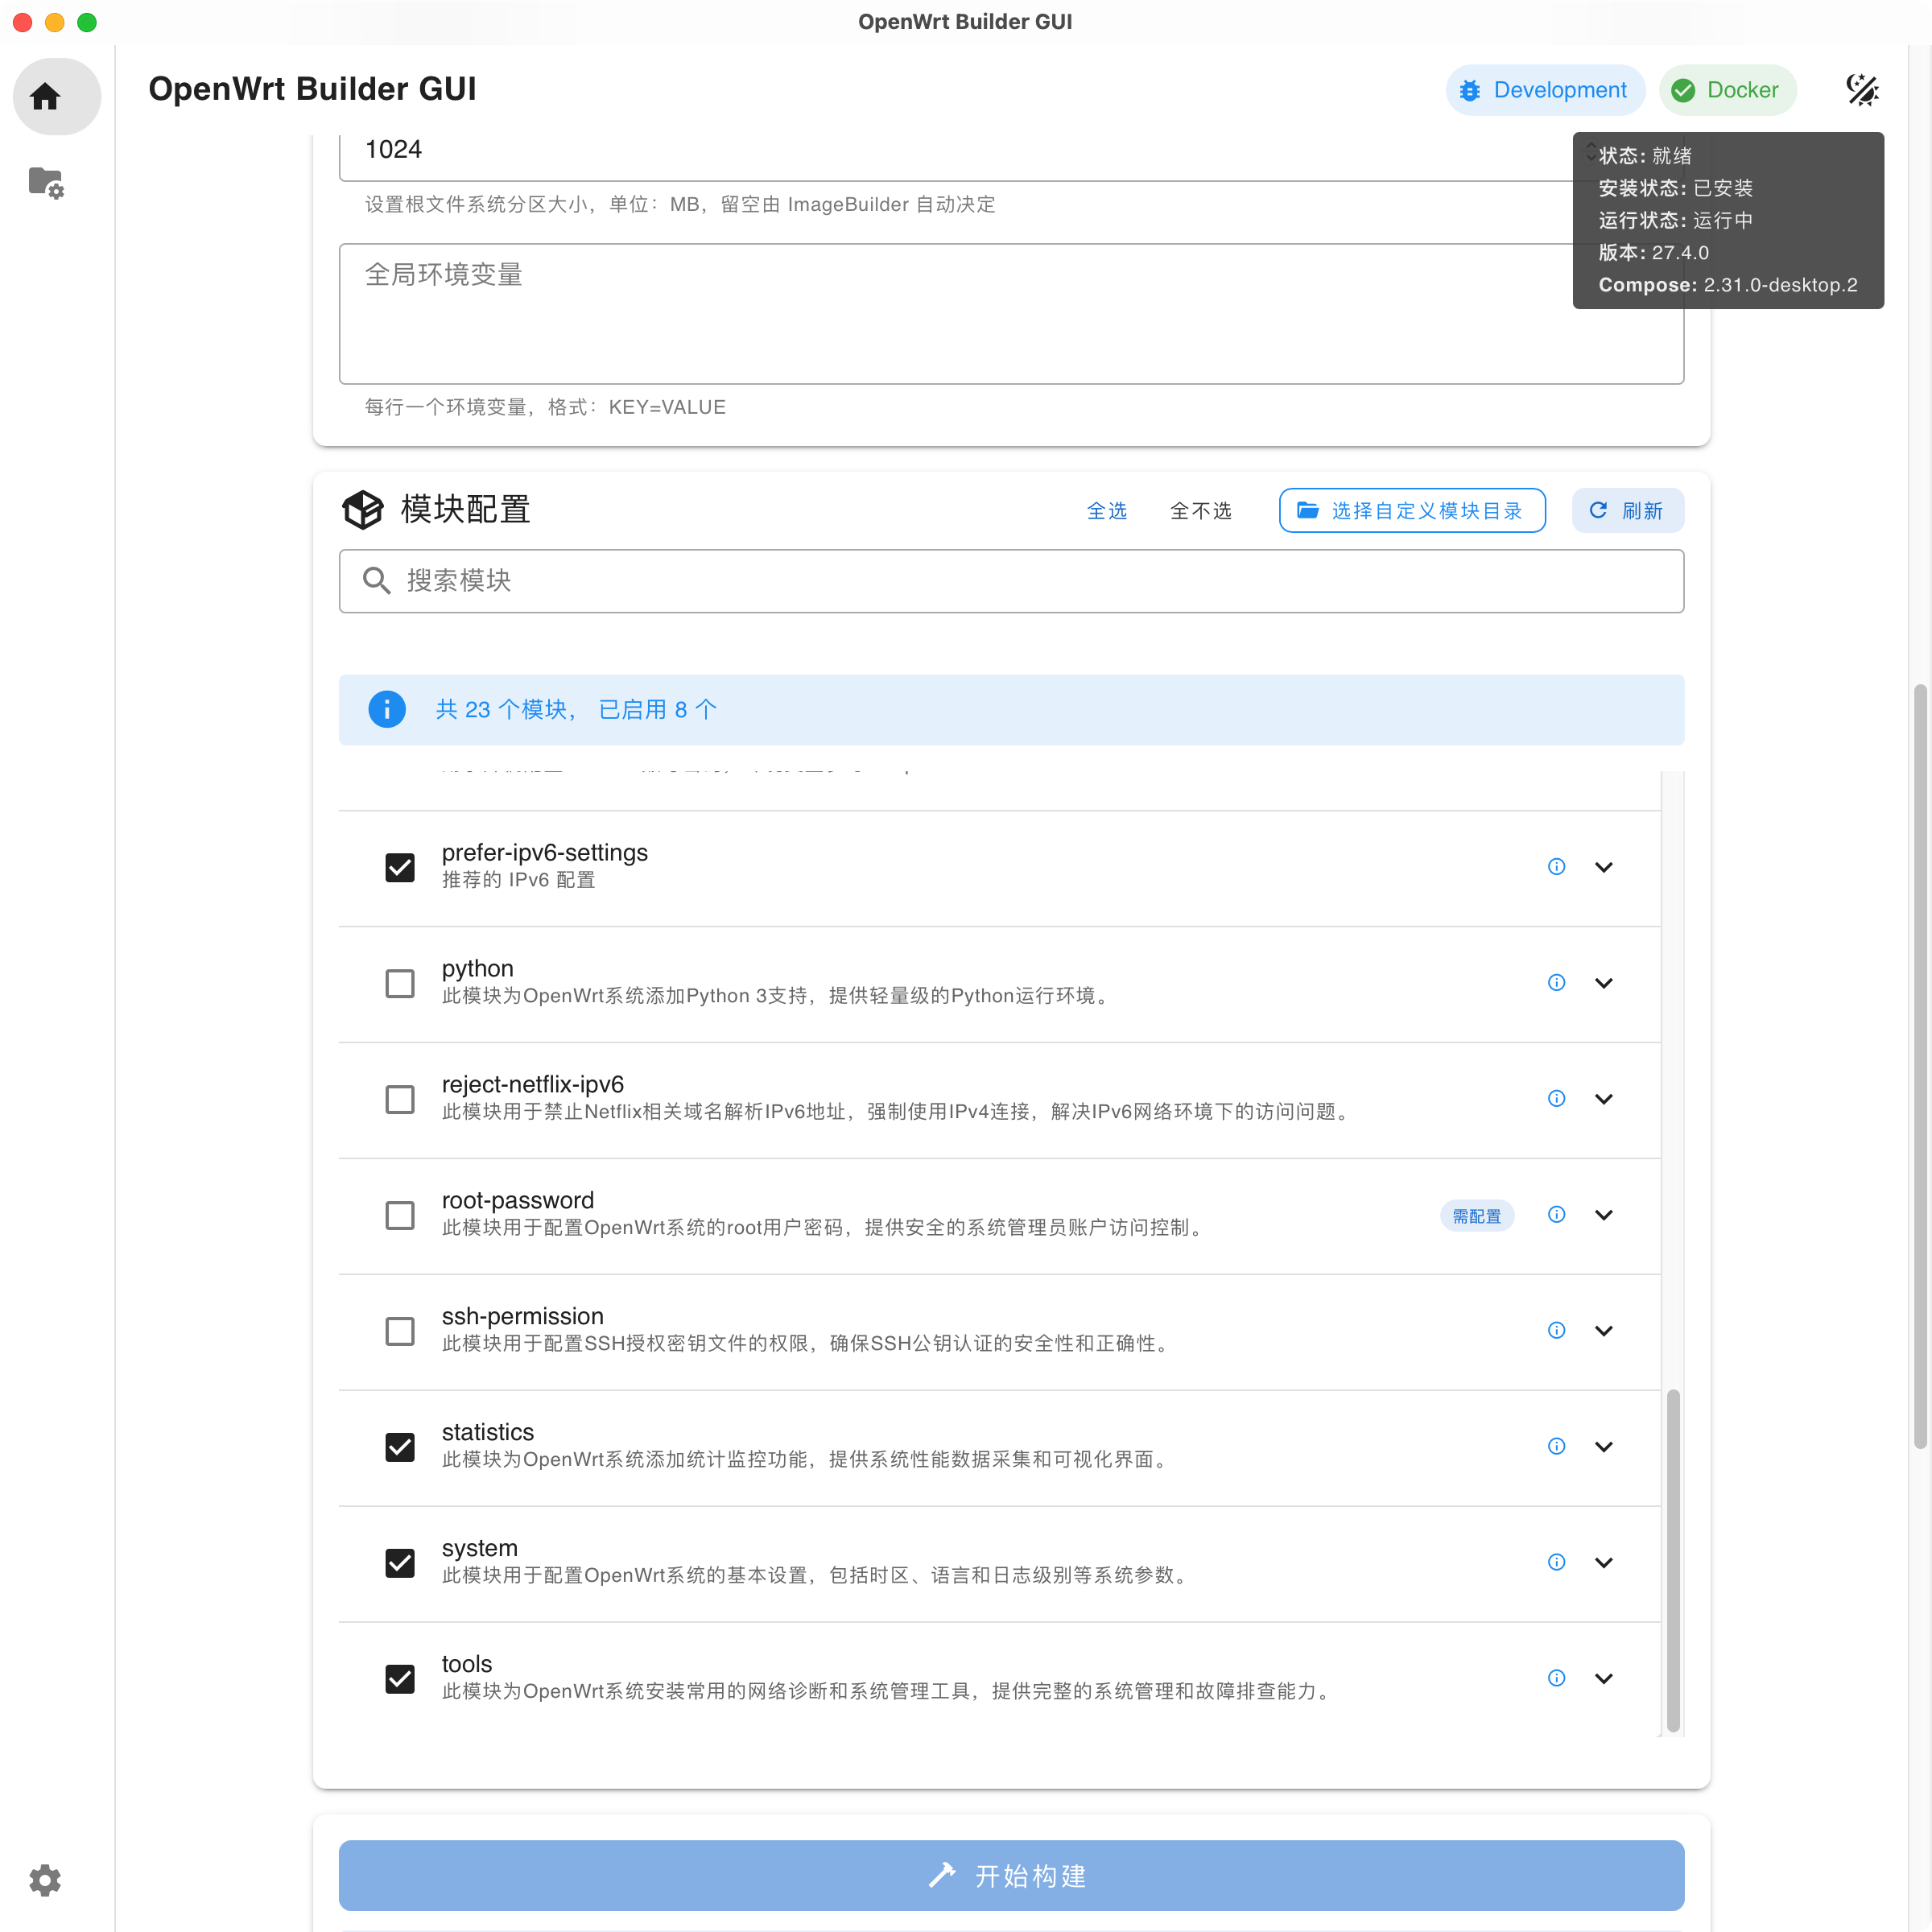 OpenWrt Builder GUI
OpenWrt Builder GUI
Development
Docker
1024
状态: 就绪
安装状态: 已安装
运行状态: 运行中
版本: 27.4.0
Compose: 2.31.0-desktop.2
设置根文件系统分区大小，单位：MB，留空由 ImageBuilder 自动决定
全局环境变量
每行一个环境变量，格式：KEY=VALUE
模块配置
全选
全不选
选择自定义模块目录
刷新
搜索模块
共 23 个模块， 已启用 8 个
prefer-ipv6-settings
推荐的 IPv6 配置
python
此模块为OpenWrt系统添加Python 3支持，提供轻量级的Python运行环境。
reject-netflix-ipv6
此模块用于禁止Netflix相关域名解析IPv6地址，强制使用IPv4连接，解决IPv6网络环境下的访问问题。
root-password
此模块用于配置OpenWrt系统的root用户密码，提供安全的系统管理员账户访问控制。
需配置
ssh-permission
此模块用于配置SSH授权密钥文件的权限，确保SSH公钥认证的安全性和正确性。
statistics
此模块为OpenWrt系统添加统计监控功能，提供系统性能数据采集和可视化界面。
system
此模块用于配置OpenWrt系统的基本设置，包括时区、语言和日志级别等系统参数。
tools
此模块为OpenWrt系统安装常用的网络诊断和系统管理工具，提供完整的系统管理和故障排查能力。
开始构建